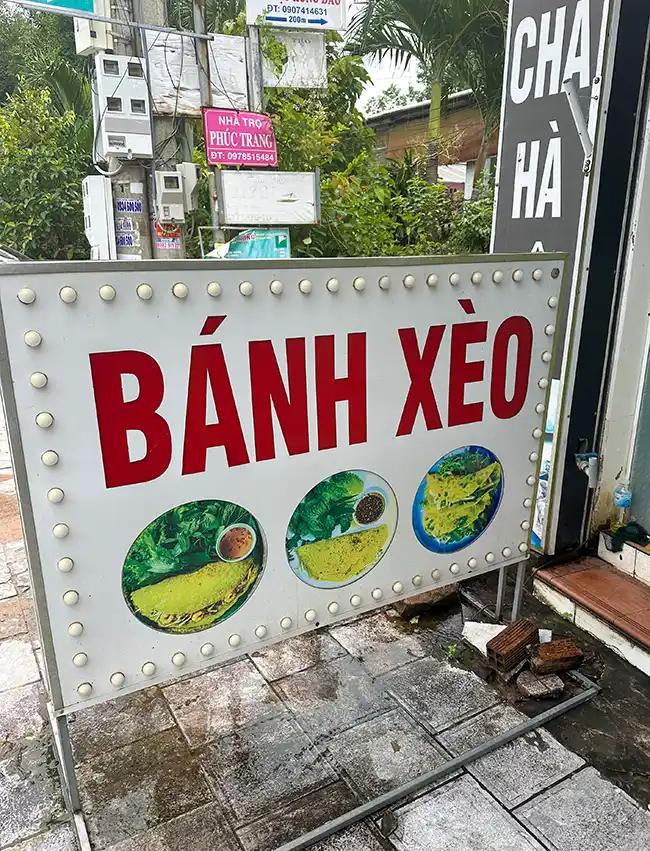 ĐT: 0907414631
200m
NHÀ TRỌ
PHÚC TRANG
ĐT: 0978515484
CHA
HÀ
BÁNH XÈO